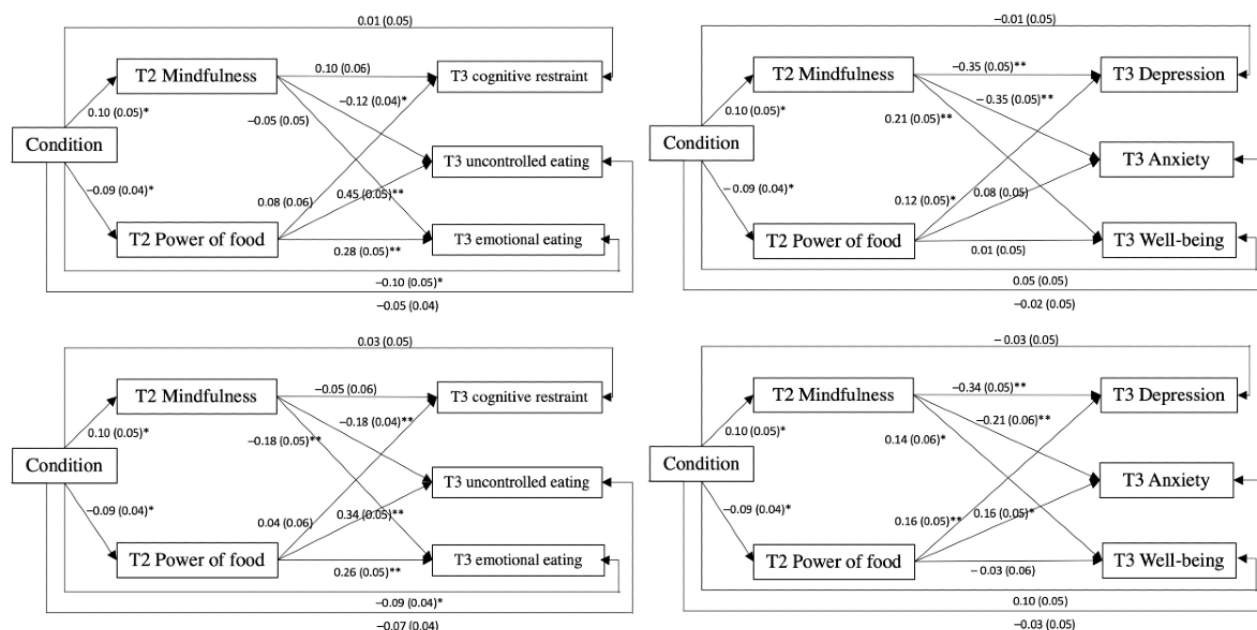 0.01 (0.05)
T2 Mindfulness
0.10 (0.06)
T3 cognitive restraint
−0.12 (0.04)*
0.10 (0.05)*
−0.05 (0.05)
Condition
T3 uncontrolled eating
−0.09 (0.04)*
0.08 (0.06)
0.45 (0.05)**
T2 Power of food
T3 emotional eating
0.28 (0.05)**
−0.10 (0.05)*
−0.05 (0.04)
−0.01 (0.05)
T2 Mindfulness
−0.35 (0.05)**
T3 Depression
−0.35 (0.05)**
0.10 (0.05)*
0.21 (0.05)**
Condition
T3 Anxiety
−0.09 (0.04)*
0.12 (0.05)*
0.08 (0.05)
T2 Power of food
T3 Well-being
0.01 (0.05)
0.05 (0.05)
−0.02 (0.05)
0.03 (0.05)
T2 Mindfulness
−0.05 (0.06)
T3 cognitive restraint
−0.18 (0.04)**
0.10 (0.05)*
−0.18 (0.05)**
Condition
T3 uncontrolled eating
−0.09 (0.04)*
0.04 (0.06)
0.34 (0.05)**
T2 Power of food
T3 emotional eating
0.26 (0.05)**
−0.09 (0.04)*
−0.07 (0.04)
− 0.03 (0.05)
T2 Mindfulness
−0.34 (0.05)**
T3 Depression
−0.21 (0.06)**
0.10 (0.05)*
0.14 (0.06)*
Condition
T3 Anxiety
−0.09 (0.04)*
0.16 (0.05)**
0.16 (0.05)*
T2 Power of food
T3 Well-being
− 0.03 (0.06)
0.10 (0.05)
−0.03 (0.05)